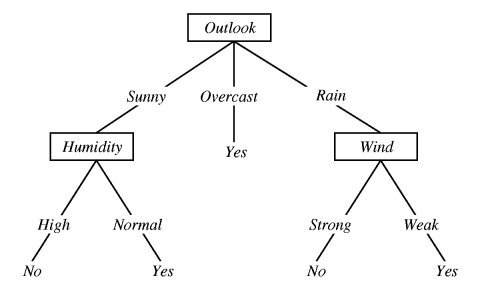 Outlook
Sunny Overcast Rain
Humidity Yes Wind
High Normal Strong Weak
No Yes No Yes